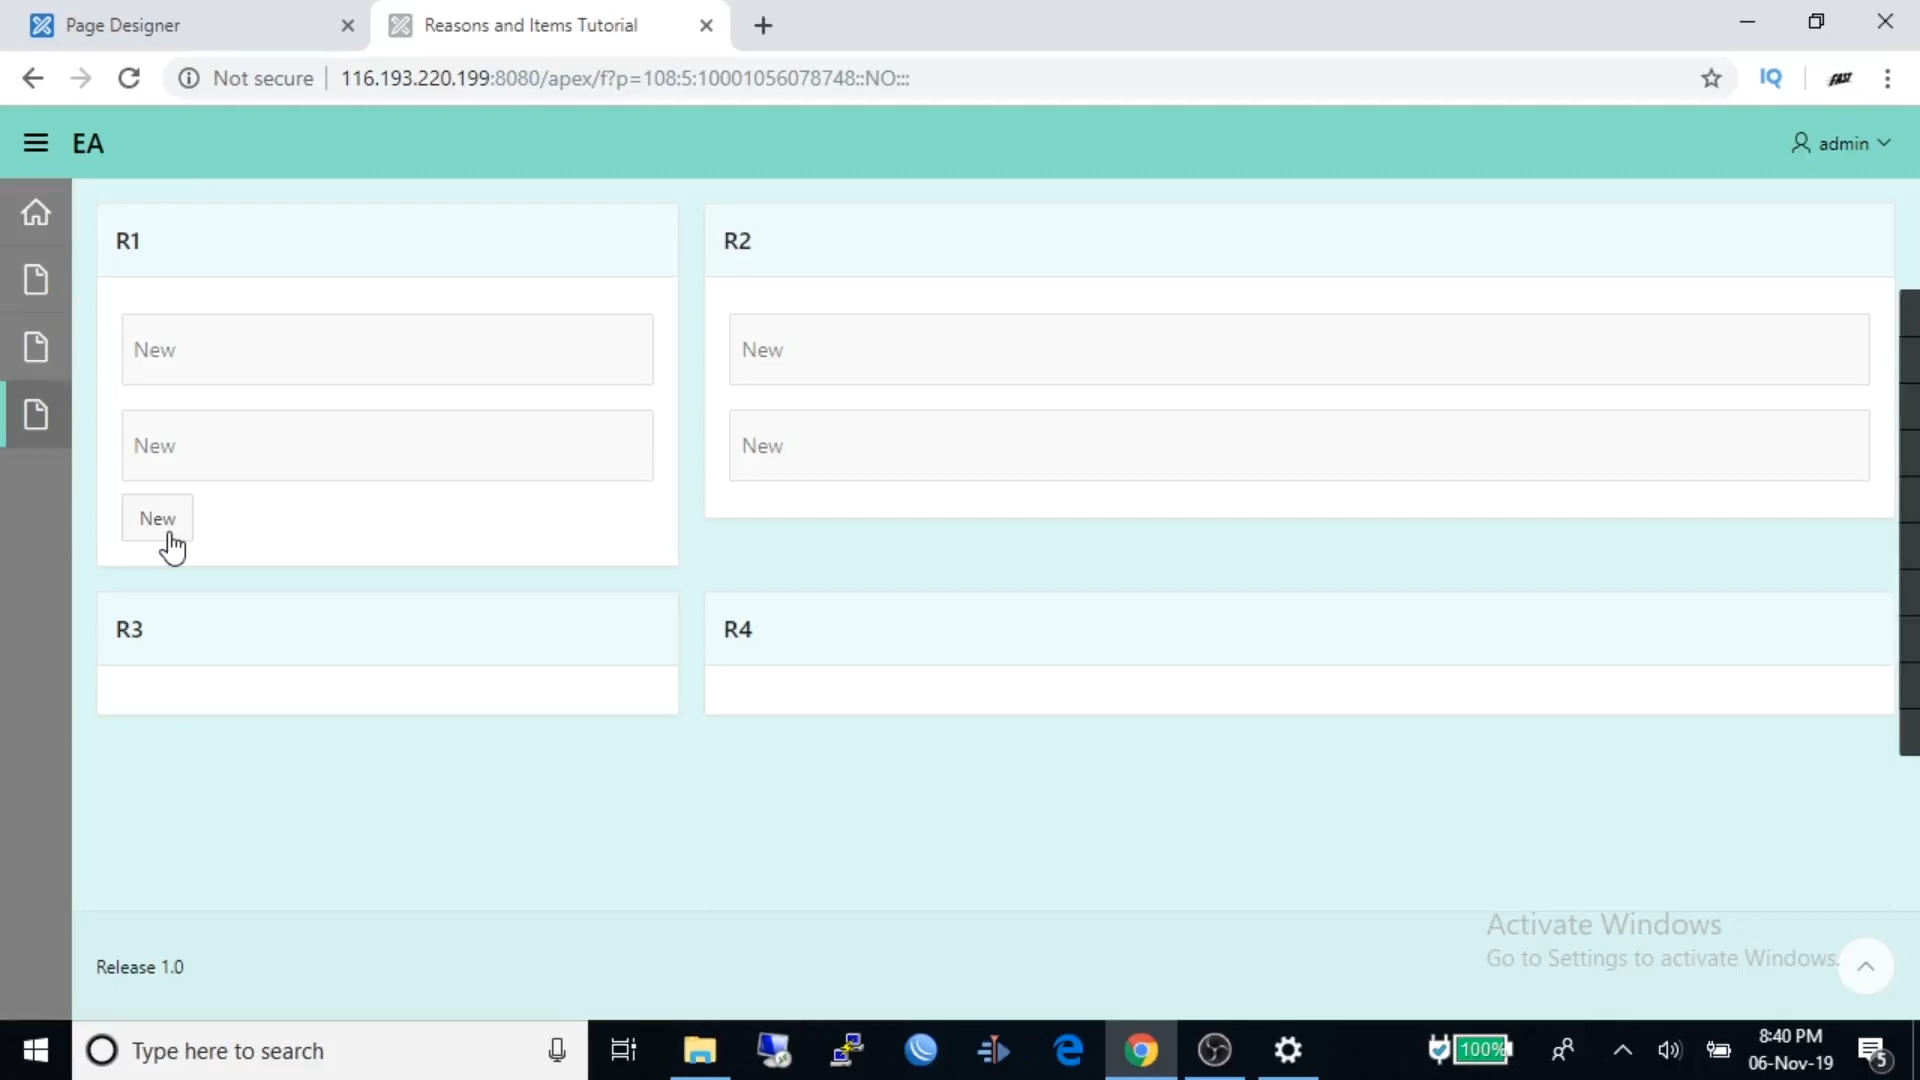 Page Designer
Reasons and Items Tutorial
Not secure
116.193.220.199:8080/apex/f?p=108:5:10001056078748::NO:::
IQ
FAST
EA
admin
R1
R2
New
New
New
New
New
R3
R4
Activate Windows
Go to Settings to activate Windows.
Release 1.0
Type here to search
100%
8:40 PM
06-Nov-19
5